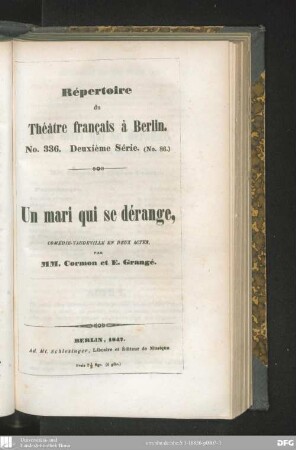 Répertoire
du
Théâtre français à Berlin.
No. 336. Deuxième Série. (No. 86.)
Un mari qui se dérange,
COMÉDIE-VAUDEVILLE EN DEUX ACTES,
PAR
MM. Cormon et E. Grangé.
BERLIN, 1847.
Ad. Mt. Schlesinger, Libraire et Éditeur de Musique.
Universitäts- und
Landesbibliothek Bonn